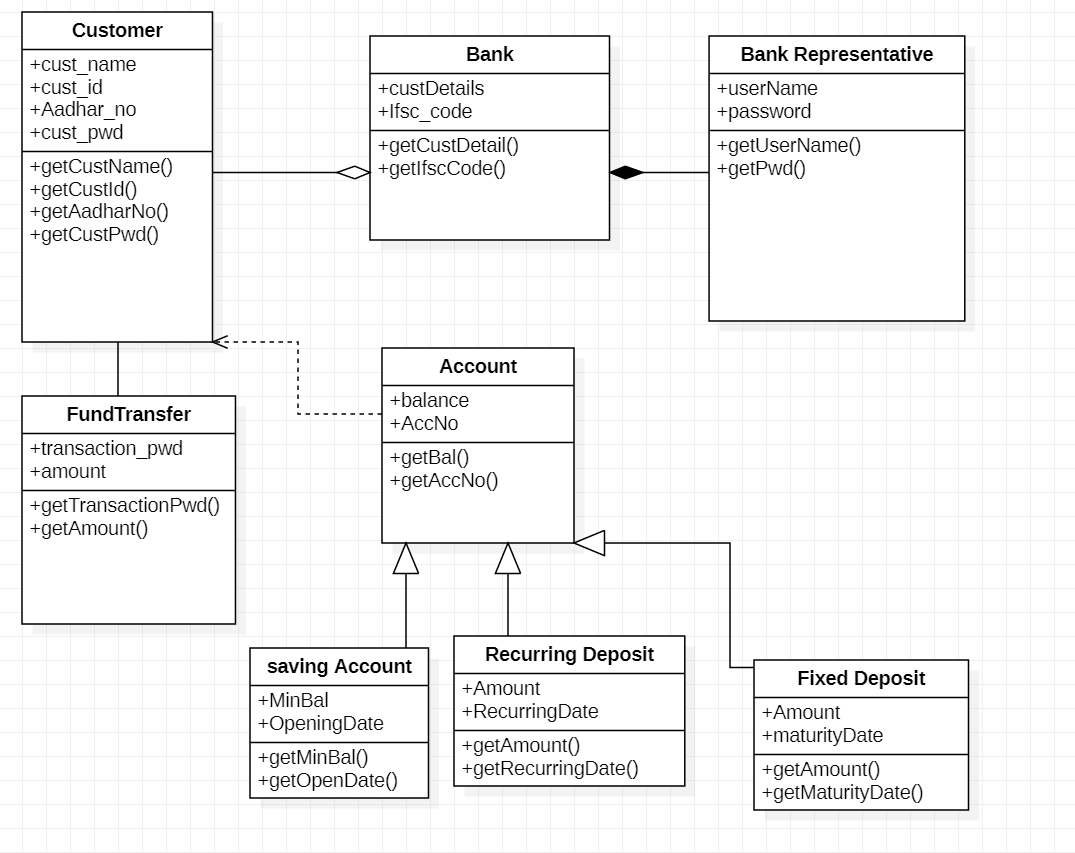 Customer
+cust_name
+cust_id
+Aadhar_no
+cust_pwd
+getCustName()
+getCustId()
+getAadharNo()
+getCustPwd()
Bank
+custDetails
+Ifsc_code
+getCustDetail()
+getIfscCode()
Bank Representative
+userName
+password
+getUserName()
+getPwd()
FundTransfer
+transaction_pwd
+amount
+getTransactionPwd()
+getAmount()
Account
+balance
+AccNo
+getBal()
+getAccNo()
saving Account
+MinBal
+OpeningDate
+getMinBal()
+getOpenDate()
Recurring Deposit
+Amount
+RecurringDate
+getAmount()
+getRecurringDate()
Fixed Deposit
+Amount
+maturityDate
+getAmount()
+getMaturityDate()